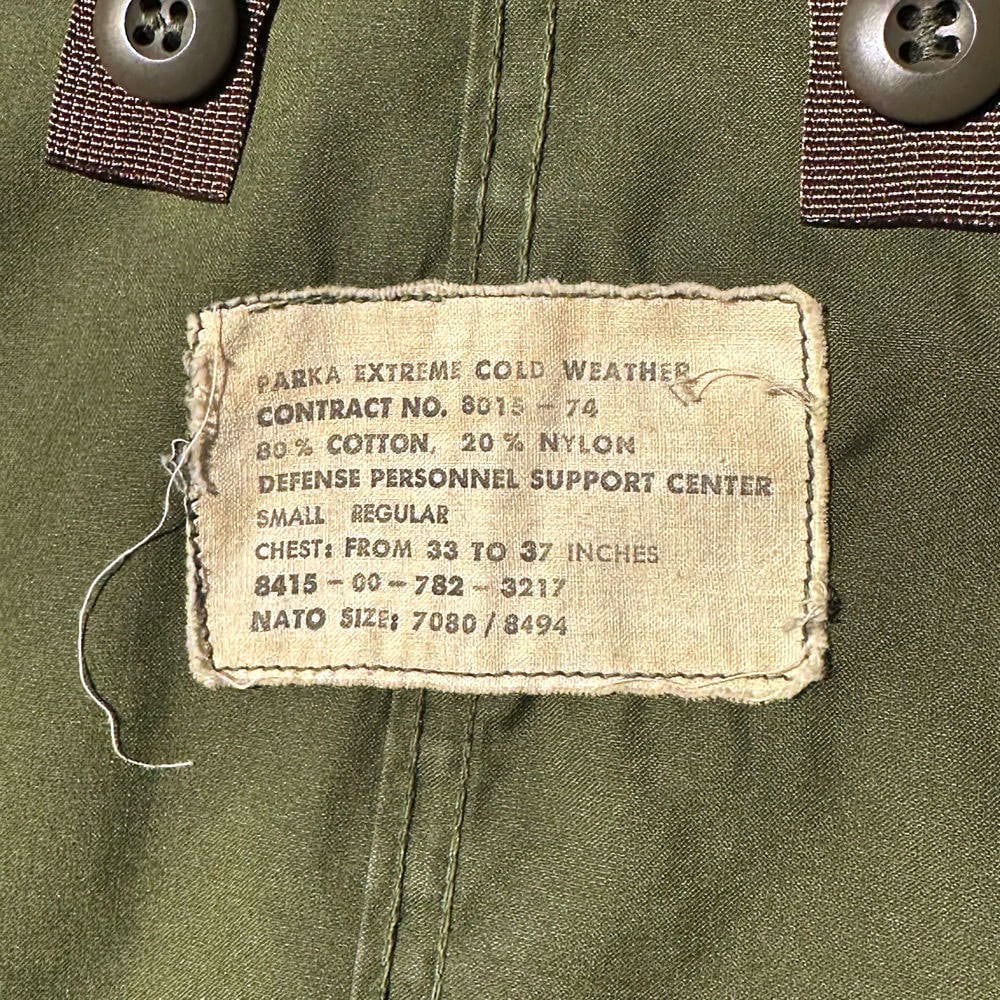 PARKA EXTREME COLD WEATHER
CONTRACT NO. 8015 - 74
80 % COTTON, 20 % NYLON
DEFENSE PERSONNEL SUPPORT CENTER
SMALL REGULAR
CHEST: FROM 33 TO 37 INCHES
8415 - 00 - 782 - 3217
NATO SIZE: 7080 / 8494